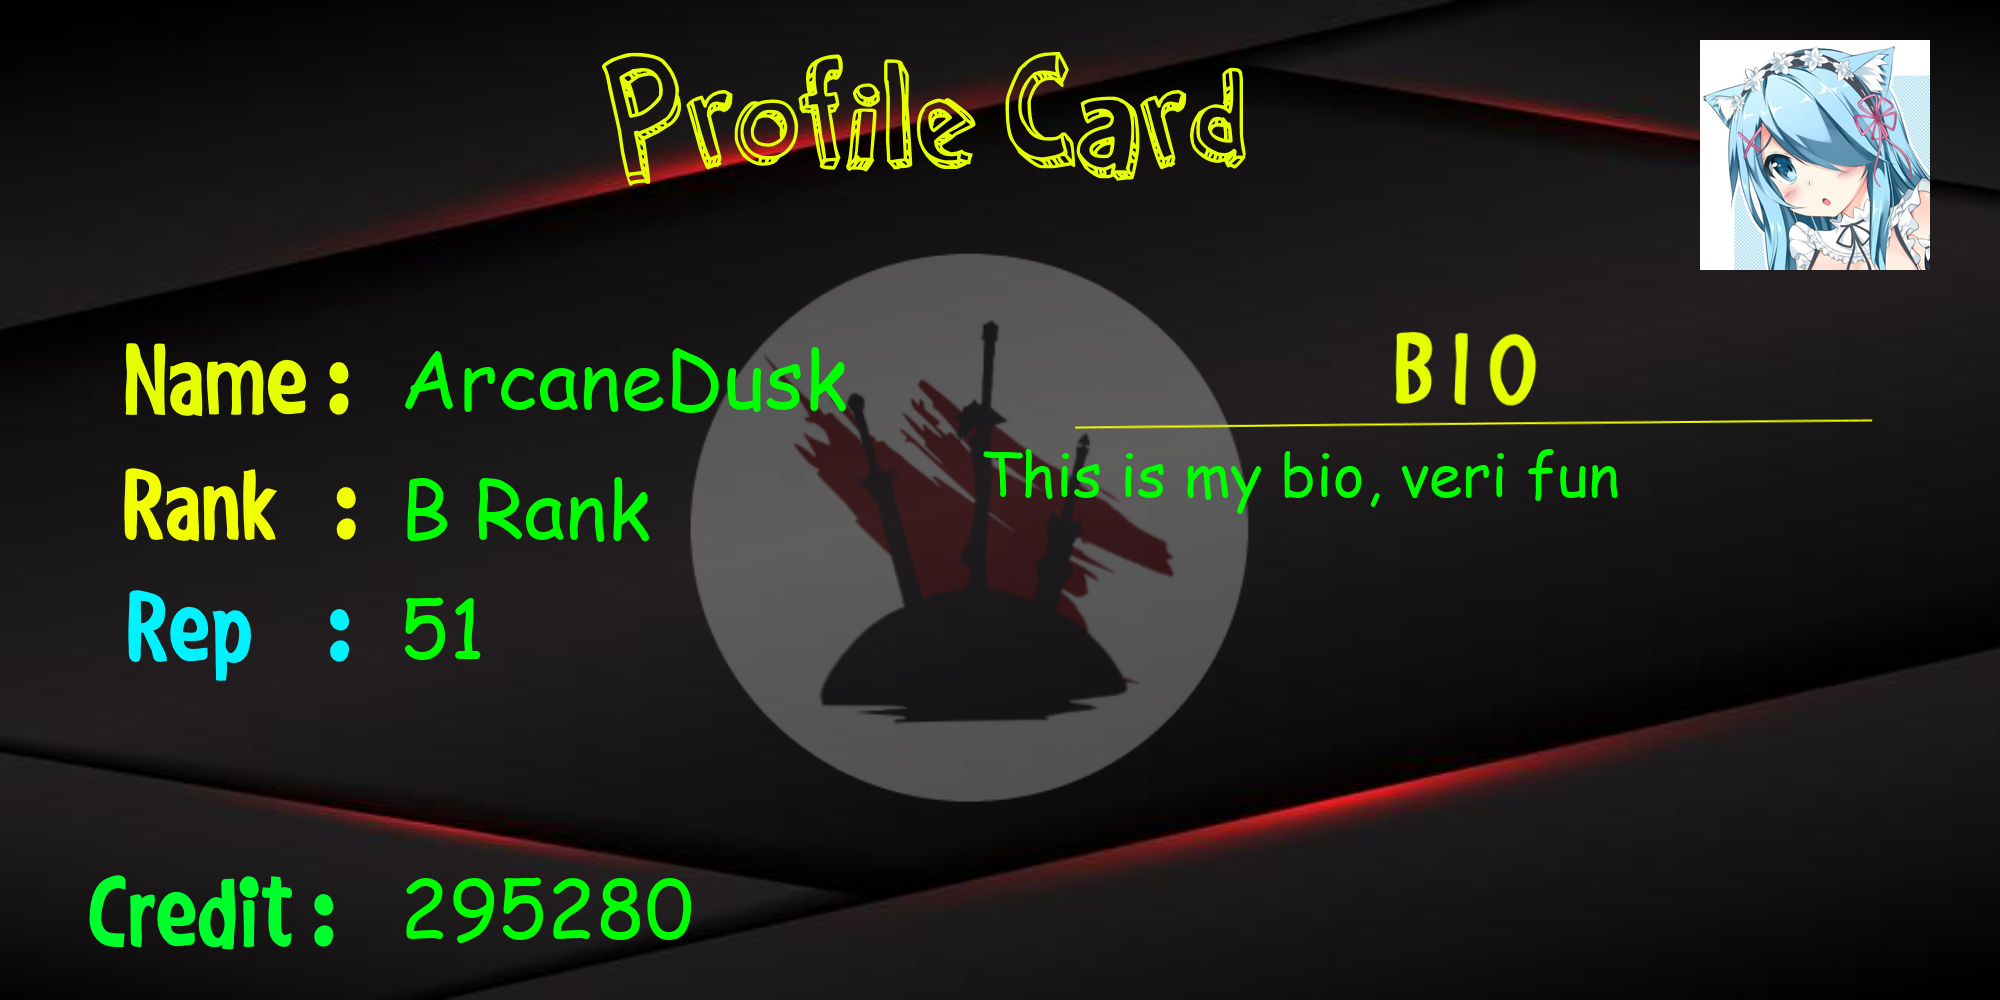 Profile Card
Name : ArcaneDusk
Rank : B Rank
Rep : 51
Credit : 295280
BIO
This is my bio, veri fun